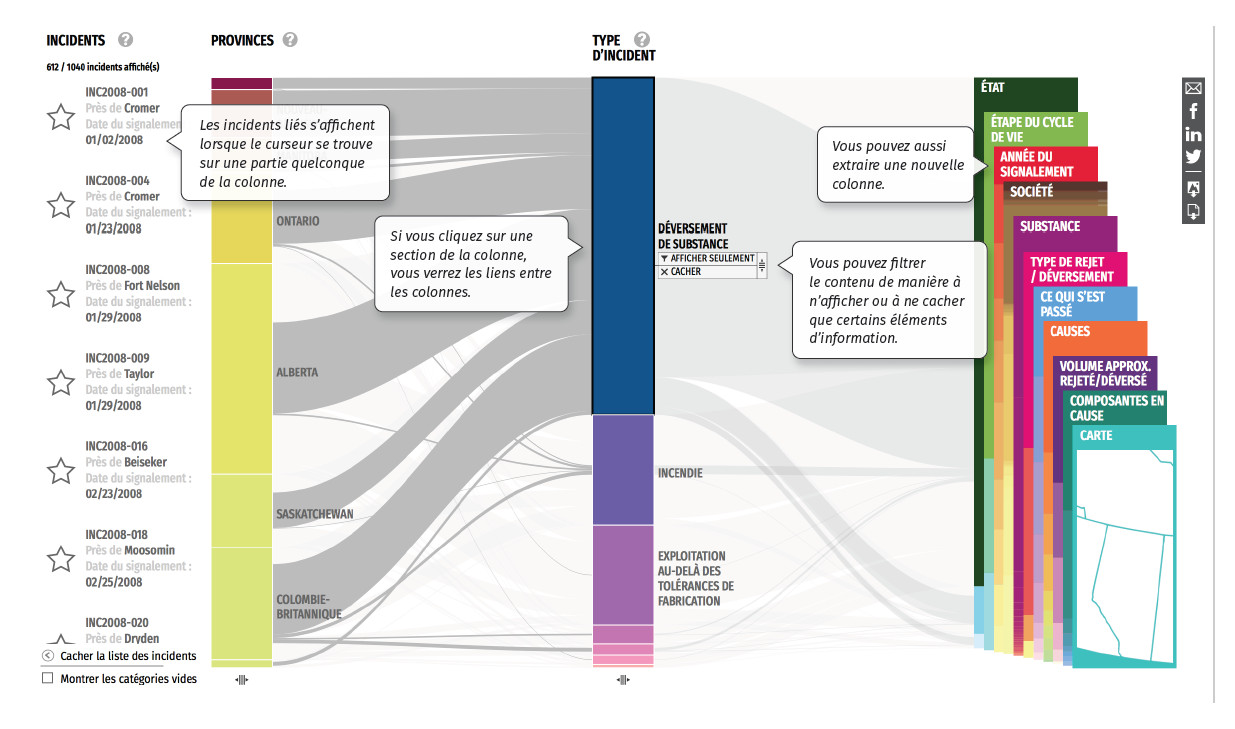 INCIDENTS ?
612 / 1040 incidents affiché(s)
INC2008-001
Près de Cromer
Date du signalemen
01/02/2008
INC2008-004
Près de Cromer
Date du signalement :
01/23/2008
INC2008-008
Près de Fort Nelson
Date du signalement :
01/29/2008
INC2008-009
Près de Taylor
Date du signalement :
01/29/2008
INC2008-016
Près de Beiseker
Date du signalement :
02/23/2008
INC2008-018
Près de Moosomin
Date du signalement :
02/25/2008
INC2008-020
Près de Dryden
Cacher la liste des incidents
Montrer les catégories vides
PROVINCES ?
Les incidents liés s’affichent
lorsque le curseur se trouve
sur une partie quelconque
de la colonne.
ONTARIO
ALBERTA
SASKATCHEWAN
COLOMBIE-
BRITANNIQUE
Si vous cliquez sur une
section de la colonne,
vous verrez les liens entre
les colonnes.
TYPE ?
D’INCIDENT
DÉVERSEMENT
DE SUBSTANCE
AFFICHER SEULEMENT
CACHER
INCENDIE
EXPLOITATION
AU-DELÀ DES
TOLÉRANCES DE
FABRICATION
Vous pouvez aussi
extraire une nouvelle
colonne.
Vous pouvez filtrer
le contenu de manière à
n’afficher ou à ne cacher
que certains éléments
d’information.
ÉTAT
ÉTAPE DU CYCLE
DE VIE
ANNÉE DU
SIGNALEMENT
SOCIÉTÉ
SUBSTANCE
TYPE DE REJET
/ DÉVERSEMENT
CE QUI S’EST
PASSÉ
CAUSES
VOLUME APPROX.
REJETÉ/DÉVERSÉ
COMPOSANTES EN
CAUSE
CARTE